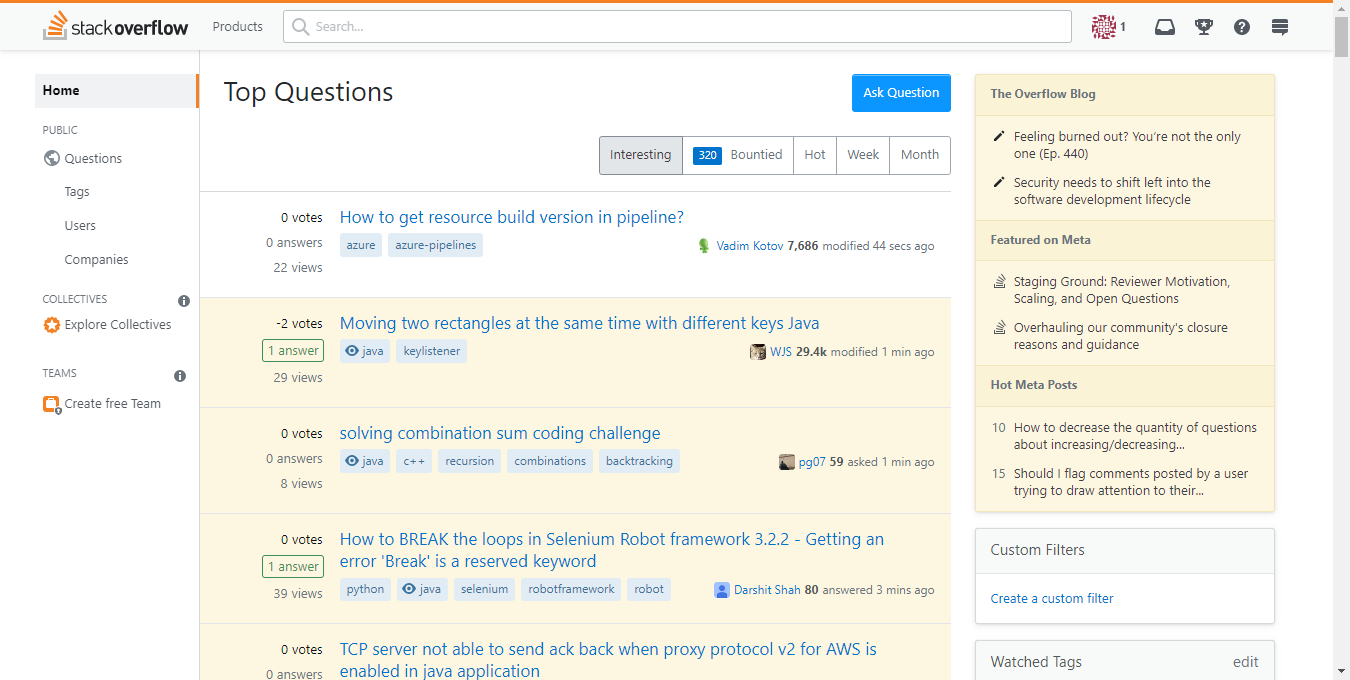 stackoverflow
Products
Search...
1
Home
PUBLIC
Questions
Tags
Users
Companies
COLLECTIVES
Explore Collectives
TEAMS
Create free Team
Top Questions
Ask Question
Interesting
320 Bountied
Hot
Week
Month
0 votes
0 answers
22 views
How to get resource build version in pipeline?
azure azure-pipelines
Vadim Kotov 7,686 modified 44 secs ago
-2 votes
1 answer
29 views
Moving two rectangles at the same time with different keys Java
java keylistener
WJS 29.4k modified 1 min ago
0 votes
0 answers
8 views
solving combination sum coding challenge
java c++ recursion combinations backtracking
pg07 59 asked 1 min ago
0 votes
1 answer
39 views
How to BREAK the loops in Selenium Robot framework 3.2.2 - Getting an
error 'Break' is a reserved keyword
python java selenium robotframework robot
Darshit Shah 80 answered 3 mins ago
0 votes
0 answers
TCP server not able to send ack back when proxy protocol v2 for AWS is
enabled in java application
The Overflow Blog
Feeling burned out? You’re not the only
one (Ep. 440)
Security needs to shift left into the
software development lifecycle
Featured on Meta
Staging Ground: Reviewer Motivation,
Scaling, and Open Questions
Overhauling our community's closure
reasons and guidance
Hot Meta Posts
10 How to decrease the quantity of questions
about increasing/decreasing...
15 Should I flag comments posted by a user
trying to draw attention to their...
Custom Filters
Create a custom filter
Watched Tags
edit